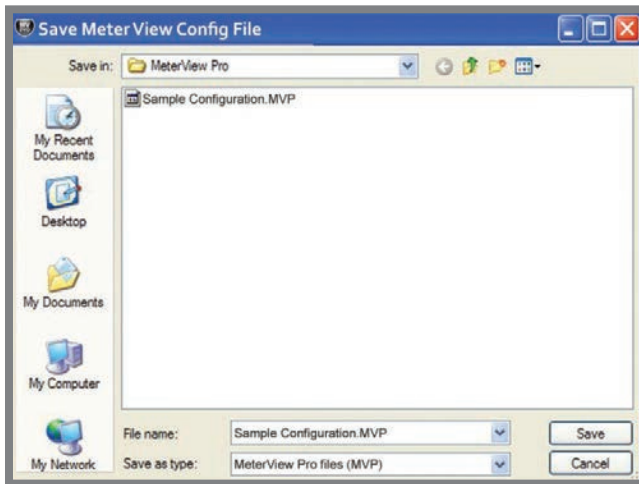 Save Meter View Config File
Save in:
MeterView Pro
Sample Configuration.MVP
My Recent
Documents
Desktop
My Documents
My Computer
My Network
File name:
Sample Configuration.MVP
Save
Save as type:
MeterView Pro files (MVP)
Cancel